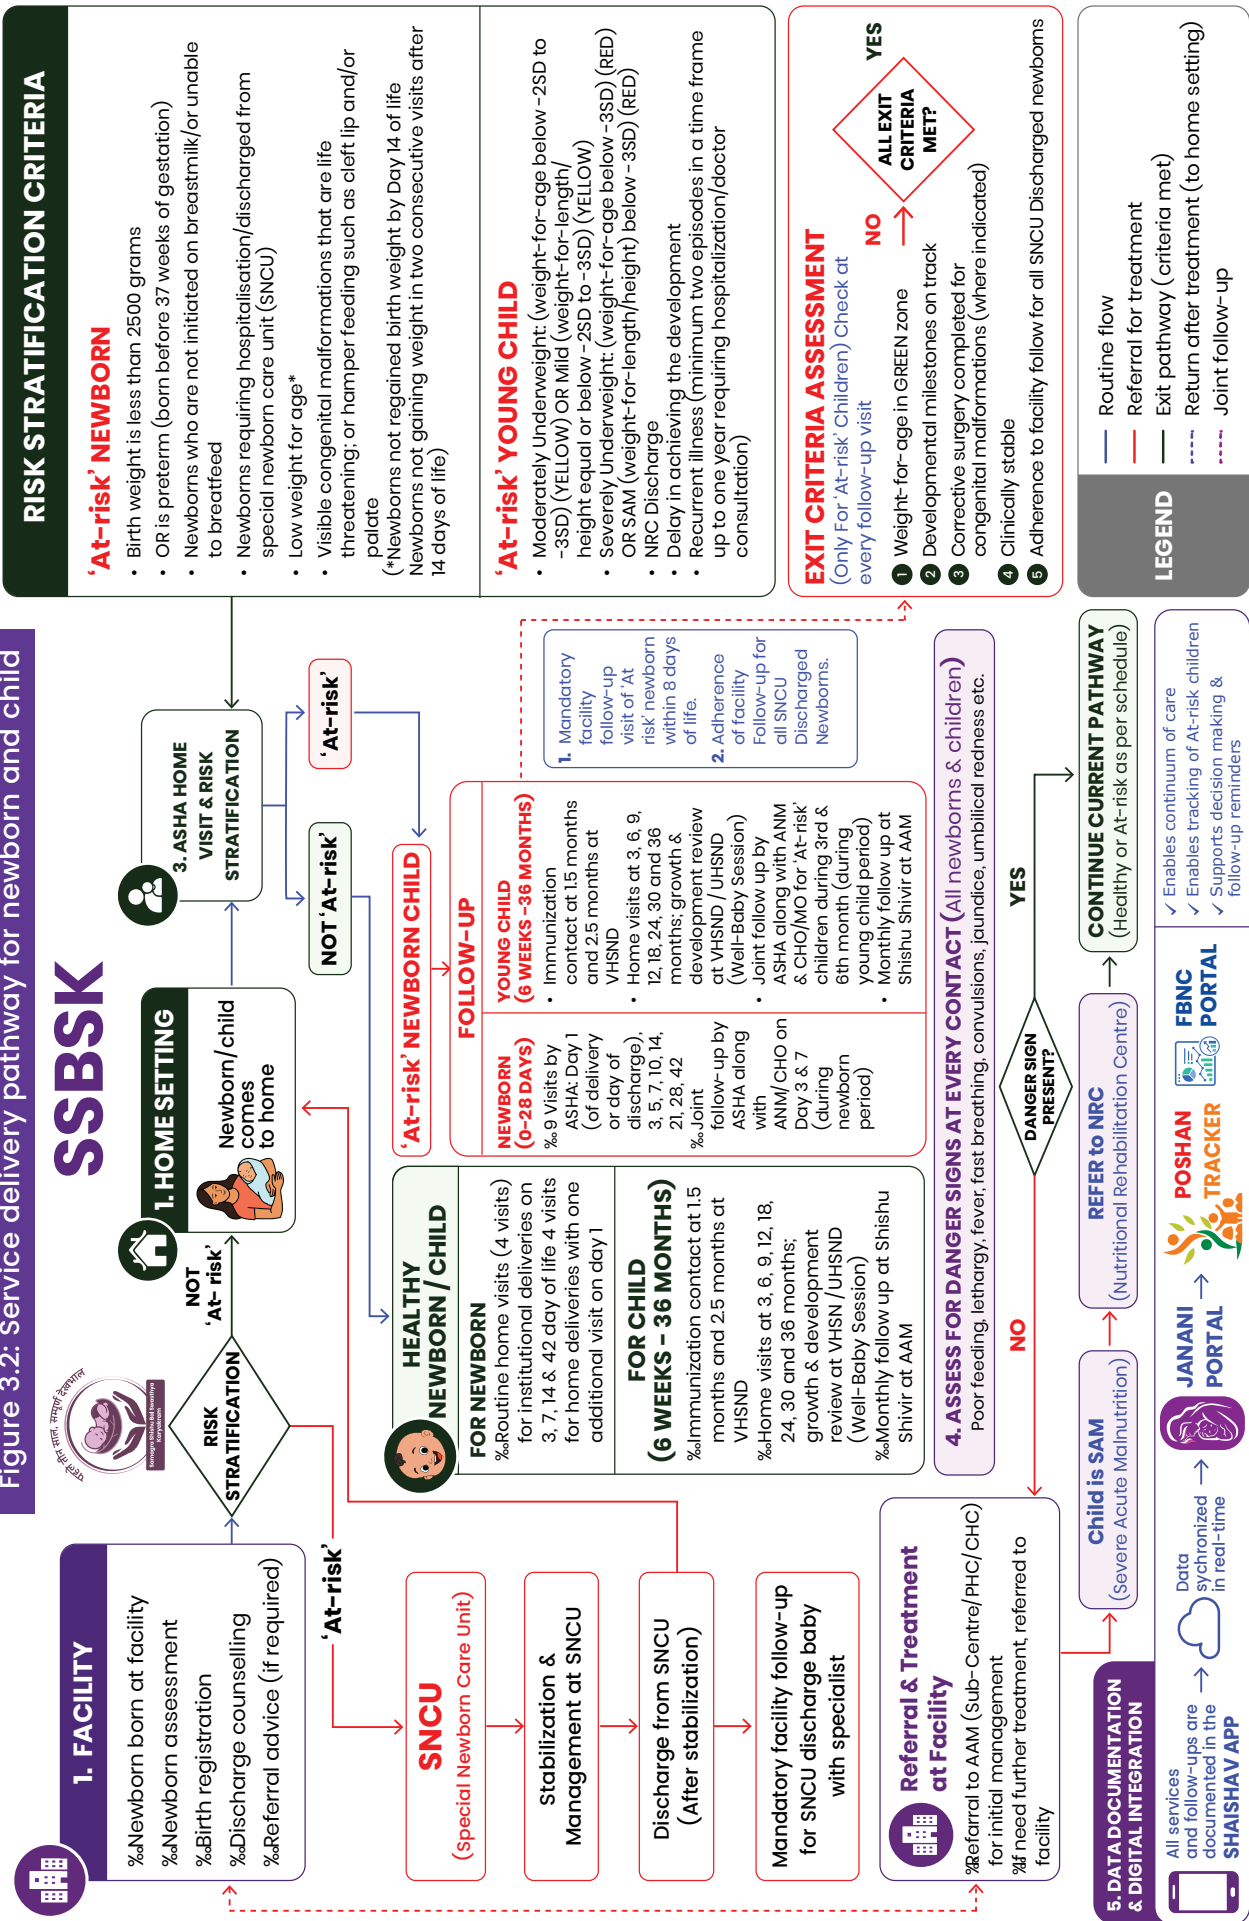 Figure 3.2: Service delivery pathway for newborn and child
SSBSK
पहले तीन साल, सम्पूर्ण देखभाल
Samagra Shishu Bal Swasthya
Karyakram
1. FACILITY
‰Newborn born at facility
‰Newborn assessment
‰Birth registration
‰Discharge counselling
‰Referral advice (if required)
RISK
STRATIFICATION
NOT
‘At- risk’
‘At-risk’
1. HOME SETTING
Newborn/child
comes
to home
3. ASHA HOME
VISIT & RISK
STRATIFICATION
NOT ‘At-risk’
‘At-risk’
RISK STRATIFICATION CRITERIA
‘At-risk’ NEWBORN
• Birth weight is less than 2500 grams
• OR is preterm (born before 37 weeks of gestation)
• Newborns who are not initiated on breastmilk/or unable
to breatfeed
• Newborns requiring hospitalisation/discharged from
special newborn care unit (SNCU)
• Low weight for age*
• Visible congenital malformations that are life
threatening; or hamper feeding such as cleft lip and/or
palate
(*Newborns not regained birth weight by Day 14 of life
Newborns not gaining weight in two consecutive visits after
14 days of life)
‘At-risk’ YOUNG CHILD
• Moderately Underweight: (weight-for-age below -2SD to
-3SD) (YELLOW) OR Mild (weight-for-length/
height equal or below -2SD to -3SD) (YELLOW)
• Severely Underweight: (weight-for-age below -3SD) (RED)
OR SAM (weight-for-length/height) below -3SD) (RED)
• NRC Discharge
• Delay in achieving the development
• Recurrent illness (minimum two episodes in a time frame
up to one year requiring hospitalization/doctor
consultation)
SNCU
(Special Newborn Care Unit)
Stabilization &
Management at SNCU
Discharge from SNCU
(After stabilization)
Mandatory facility follow-up
for SNCU discharge baby
with specialist
HEALTHY
NEWBORN / CHILD
FOR NEWBORN
‰Routine home visits (4 visits)
for institutional deliveries on
3, 7, 14 & 42 day of life 4 visits
for home deliveries with one
additional visit on day 1
FOR CHILD
(6 WEEKS - 36 MONTHS)
‰Immunization contact at 1.5
months and 2.5 months at
VHSND
‰Home visits at 3, 6, 9, 12, 18,
24, 30 and 36 months;
growth & development
review at VHSN /UHSND
(Well-Baby Session)
‰Monthly follow up at Shishu
Shivir at AAM
‘At-risk’ NEWBORN CHILD
FOLLOW-UP
NEWBORN
(0-28 DAYS)
‰9 Visits by
ASHA: Day 1
(of delivery
or day of
discharge),
3, 5, 7, 10, 14,
21, 28, 42
‰Joint
follow-up by
ASHA along
with
ANM/ CHO on
Day 3 & 7
(during
newborn
period)
YOUNG CHILD
(6 WEEKS -36 MONTHS)
• Immunization
contact at 1.5 months
and 2.5 months at
VHSND
• Home visits at 3, 6, 9,
12, 18, 24, 30 and 36
months; growth &
development review
at VHSND / UHSND
(Well-Baby Session)
• Joint follow up by
ASHA along with ANM
& CHO/MO for ‘At-risk’
children during 3rd &
6th month (during
young child period)
• Monthly follow up at
Shishu Shivir at AAM
1. Mandatory
facility
follow-up
visit of ‘At
risk’ newborn
within 8 days
of life.
2. Adherence
of facility
Follow-up for
all SNCU
Discharged
Newborns.
EXIT CRITERIA ASSESSMENT
(Only For ‘At-risk’ Children) Check at
every follow-up visit
1 Weight-for-age in GREEN zone
2 Developmental milestones on track
3 Corrective surgery completed for
congenital malformations (where indicated)
4 Clinically stable
5 Adherence to facility follow for all SNCU Discharged newborns
NO
ALL EXIT
CRITERIA
MET?
YES
4. ASSESS FOR DANGER SIGNS AT EVERY CONTACT (All newborns & children)
Poor feeding, lethargy, fever, fast breathing, convulsions, jaundice, umbilical redness etc.
NO
DANGER SIGN
PRESENT?
YES
Referral & Treatment
at Facility
‰Referral to AAM (Sub-Centre/PHC/CHC)
for initial management
‰If need further treatment, referred to
facility
Child is SAM
(Severe Acute Malnutrition)
REFER to NRC
(Nutritional Rehabilitation Centre)
CONTINUE CURRENT PATHWAY
(Healthy or At-risk as per schedule)
LEGEND
Routine flow
Referral for treatment
Exit pathway (criteria met)
Return after treatment (to home setting)
Joint follow-up
5. DATA DOCUMENTATION
& DIGITAL INTEGRATION
All services
and follow-ups are
documented in the
SHAISHAV APP
Data
sychronized
in real-time
JANANI
PORTAL
POSHAN
TRACKER
FBNC
PORTAL
✓ Enables continuum of care
✓ Enables tracking of At-risk children
✓ Supports decision making &
follow-up reminders